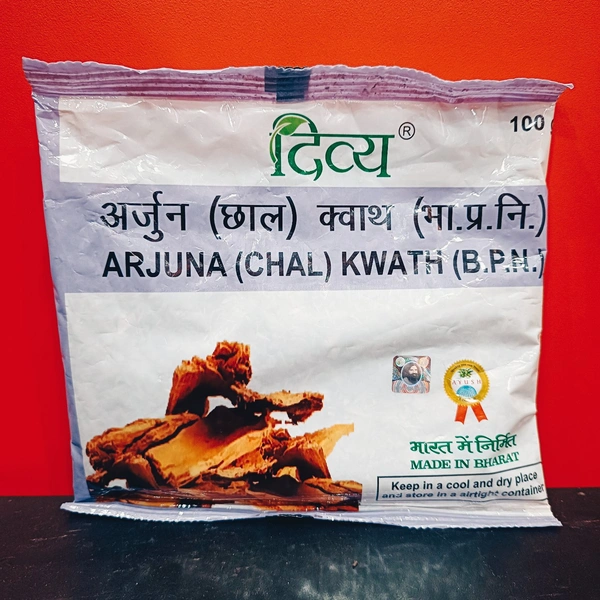 दिव्य®
100
अर्जुन (छाल) क्वाथ (भा.प्र.नि.)
ARJUNA (CHAL) KWATH (B.P.N.)
AYUSH
भारत में निर्मित
MADE IN BHARAT
Keep in a cool and dry place
and store in a airtight container